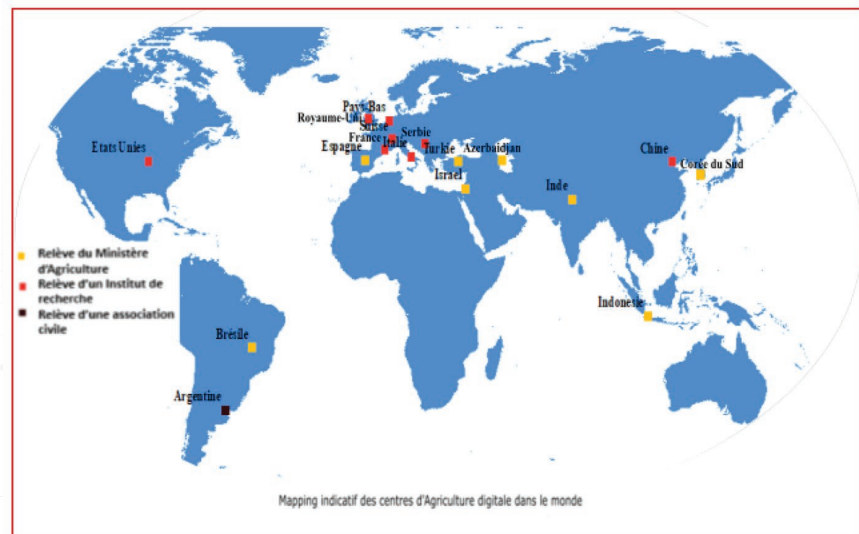 Pays-Bas
Royaume-Uni
Suisse
Serbie
France
Italie
Espagne
Turkie
Azerbaidjan
Israel
Etats Unies
Chine
Corée du Sud
Inde
Relève du Ministère
d'Agriculture
Relève d'un Institut de
recherche
Relève d'une association
civile
Indonesie
Brésile
Argentine
Mapping indicatif des centres d'Agriculture digitale dans le monde